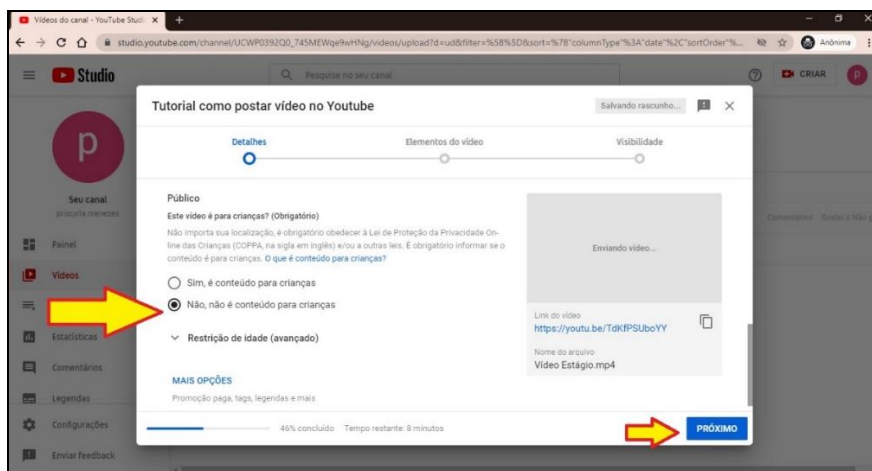 Vídeos do canal - YouTube Studi
studio.youtube.com/channel/UCWP0392Q0_745MEWqe9wHNg/videos/upload?d=ud&filter=%5B%5D&sort=%7B"columnType"%3A"date"%2C"sortOrder"%...
Anônima
Studio
Pesquise no seu canal
CRIAR
p
p
Seu canal
priscylla menezes
Painel
Vídeos
Estatísticas
Comentários
Legendas
Configurações
Enviar feedback
Tutorial como postar vídeo no Youtube
Salvando rascunho...
Detalhes
Elementos do vídeo
Visibilidade
Público
Este vídeo é para crianças? (Obrigatório)
Não importa sua localização, é obrigatório obedecer à Lei de Proteção da Privacidade On-
line das Crianças (COPPA, na sigla em inglês) e/ou a outras leis. É obrigatório informar se o
conteúdo é para crianças. O que é conteúdo para crianças?
Sim, é conteúdo para crianças
Não, não é conteúdo para crianças
Restrição de idade (avançado)
MAIS OPÇÕES
Promoção paga, tags, legendas e mais
Enviando vídeo...
Link do vídeo
https://youtu.be/TdKfPSUboYY
Nome do arquivo
Vídeo Estágio.mp4
46% concluído Tempo restante: 8 minutos
PRÓXIMO
Comentários